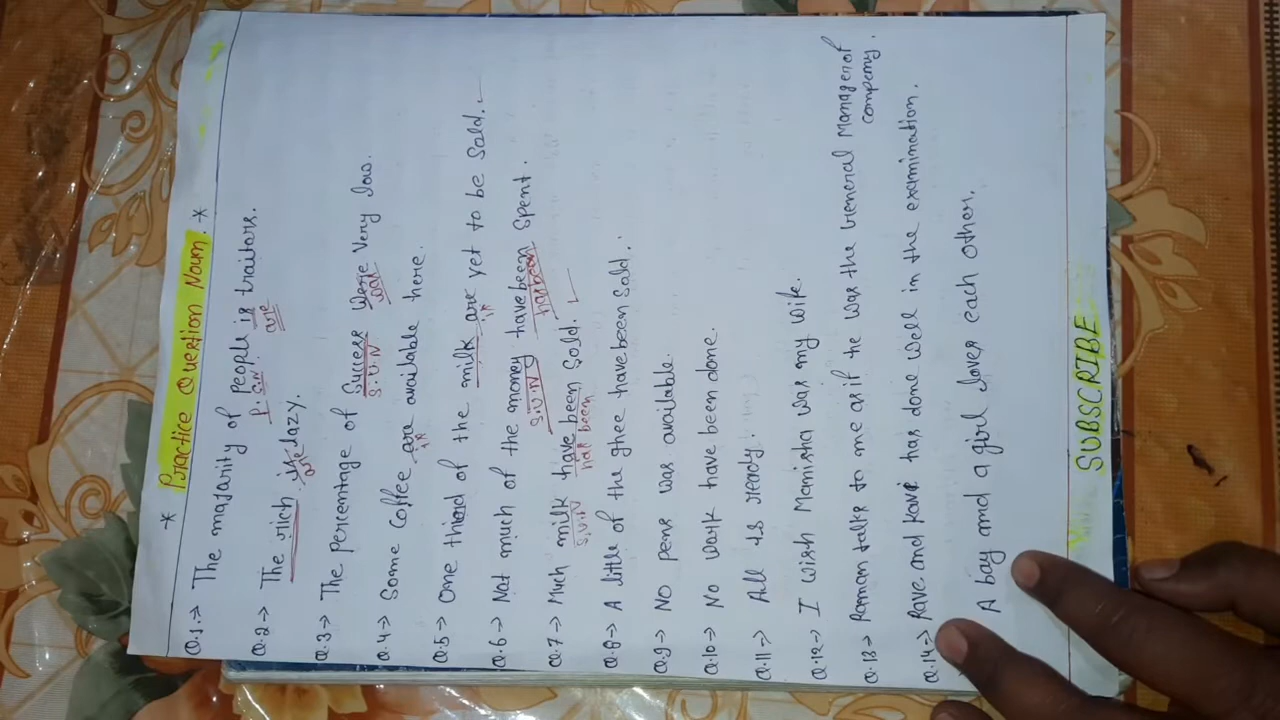 * Practice Question Noun. *
Q.1.→ The majarity of people is traitors.
P. S.N. are
Q.2→ The rich is lazy.
are
Q.3→ The percentage of Success were Very low.
S.U.N was
Q.4→ Some Coffee are available here.
is
Q.5→ One third of the milk are yet to be Sold.
is
Q.6→ Not much of the money have been Spent.
S.U.N has been
Q.7→ Much milk have been Sold.
S.U.N has been
Q.8→ A little of the ghee have been Sold.
Q.9→ No pens was available.
Q.10→ No work have been done.
Q.11→ All is ready.
Q.12→ I wish Manisha was my wife.
Q.13→ Raman talks to me as if he was the General Manager of
company.
Q.14→ Rave and have has done well in the examination.
A boy and a girl loves each other.
SUBSCRIBE